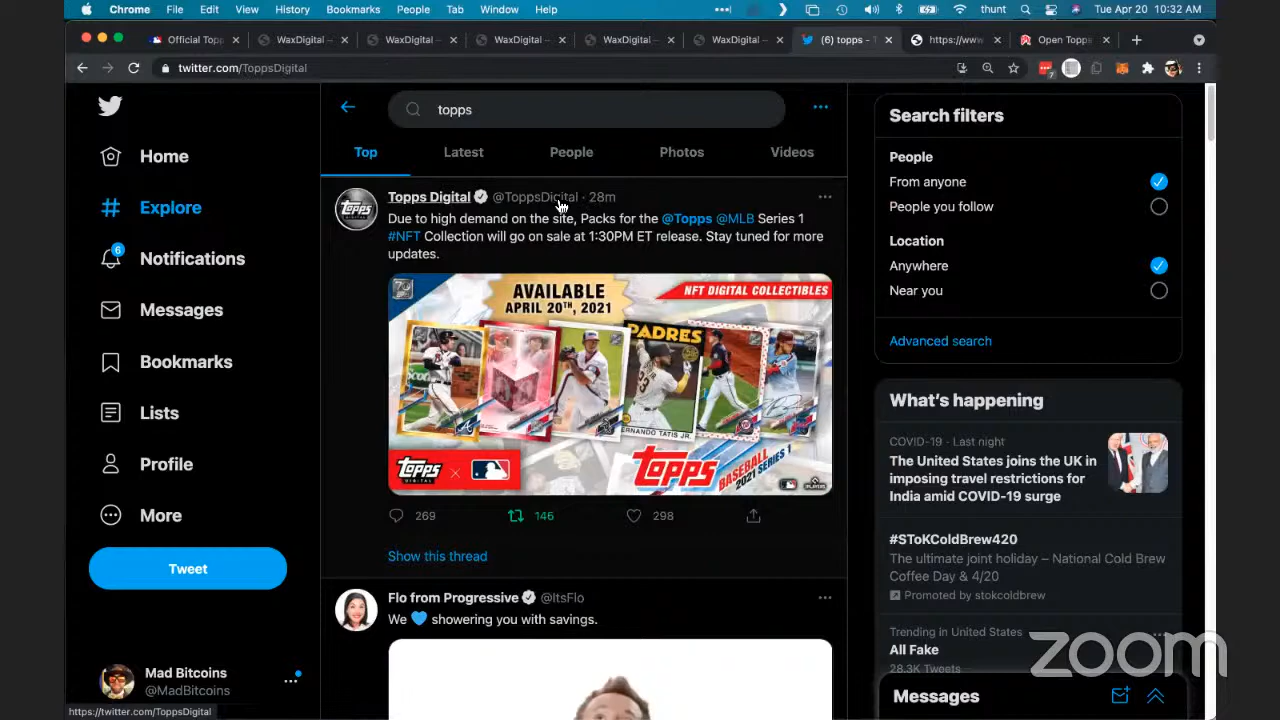 Chrome File Edit View History Bookmarks People Tab Window Help thunt Tue Apr 20 10:32 AM
Official Topp WaxDigital – WaxDigital – WaxDigital – WaxDigital – WaxDigital – (6) topps - T https://www Open Topps
twitter.com/ToppsDigital
7
topps
Top Latest People Photos Videos
Home
Explore
6
Notifications
Messages
Bookmarks
Lists
Profile
More
Tweet
Mad Bitcoins
@MadBitcoins
https://twitter.com/ToppsDigital
Topps Digital @ToppsDigital · 28m
Due to high demand on the site, Packs for the @Topps @MLB Series 1
#NFT Collection will go on sale at 1:30PM ET release. Stay tuned for more
updates.
AVAILABLE
APRIL 20TH, 2021
NFT DIGITAL COLLECTIBLES
PADRES
topps
DIGITAL
x
topps
BASEBALL
2021 SERIES 1
269 146 298
Show this thread
Flo from Progressive @ItsFlo
We 💙 showering you with savings.
Search filters
People
From anyone
People you follow
Location
Anywhere
Near you
Advanced search
What's happening
COVID-19 · Last night
The United States joins the UK in
imposing travel restrictions for
India amid COVID-19 surge
#SToKColdBrew420
The ultimate joint holiday – National Cold Brew
Coffee Day & 4/20
Promoted by stokcoldbrew
Trending in United States
All Fake
28.3K Tweets
Messages
zoom